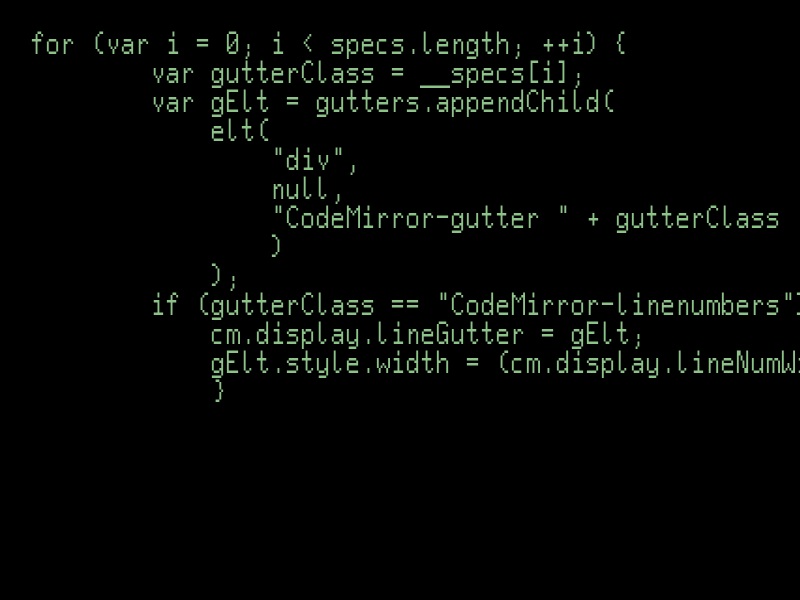 for (var i = 0; i < specs.length; ++i) {
var gutterClass = __specs[i];
var gElt = gutters.appendChild(
elt(
"div",
null,
"CodeMirror-gutter " + gutterClass
)
);
if (gutterClass == "CodeMirror-linenumbers")
cm.display.lineGutter = gElt;
gElt.style.width = (cm.display.lineNumW
}